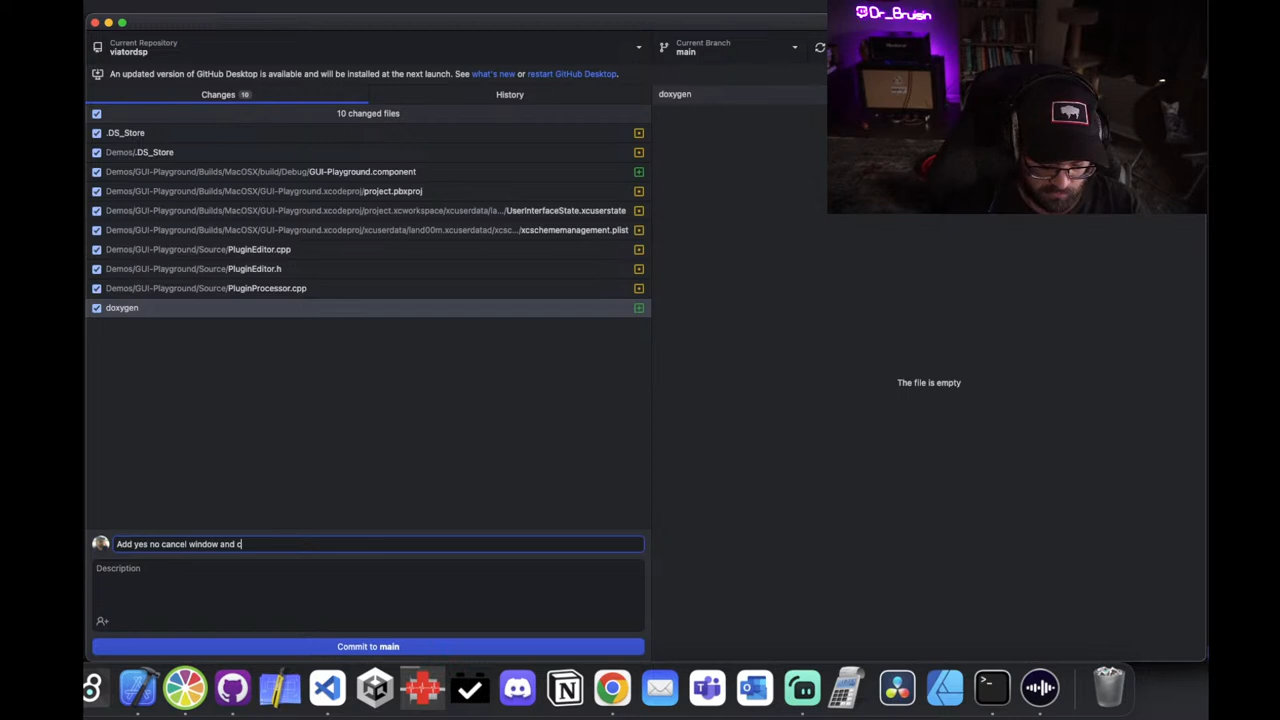 @Dr_Bruisin
Current Repository
viatordsp
Current Branch
main
An updated version of GitHub Desktop is available and will be installed at the next launch. See what's new or restart GitHub Desktop.
Changes 10
History
doxygen
10 changed files
.DS_Store
Demos/.DS_Store
Demos/GUI-Playground/Builds/MacOSX/build/Debug/GUI-Playground.component
Demos/GUI-Playground/Builds/MacOSX/GUI-Playground.xcodeproj/project.pbxproj
Demos/GUI-Playground/Builds/MacOSX/GUI-Playground.xcodeproj/project.xcworkspace/xcuserdata/la.../UserInterfaceState.xcuserstate
Demos/GUI-Playground/Builds/MacOSX/GUI-Playground.xcodeproj/xcuserdata/land00m.xcuserdatad/xcsc.../xcschememanagement.plist
Demos/GUI-Playground/Source/PluginEditor.cpp
Demos/GUI-Playground/Source/PluginEditor.h
Demos/GUI-Playground/Source/PluginProcessor.cpp
doxygen
The file is empty
Add yes no cancel window and c
Description
Commit to main